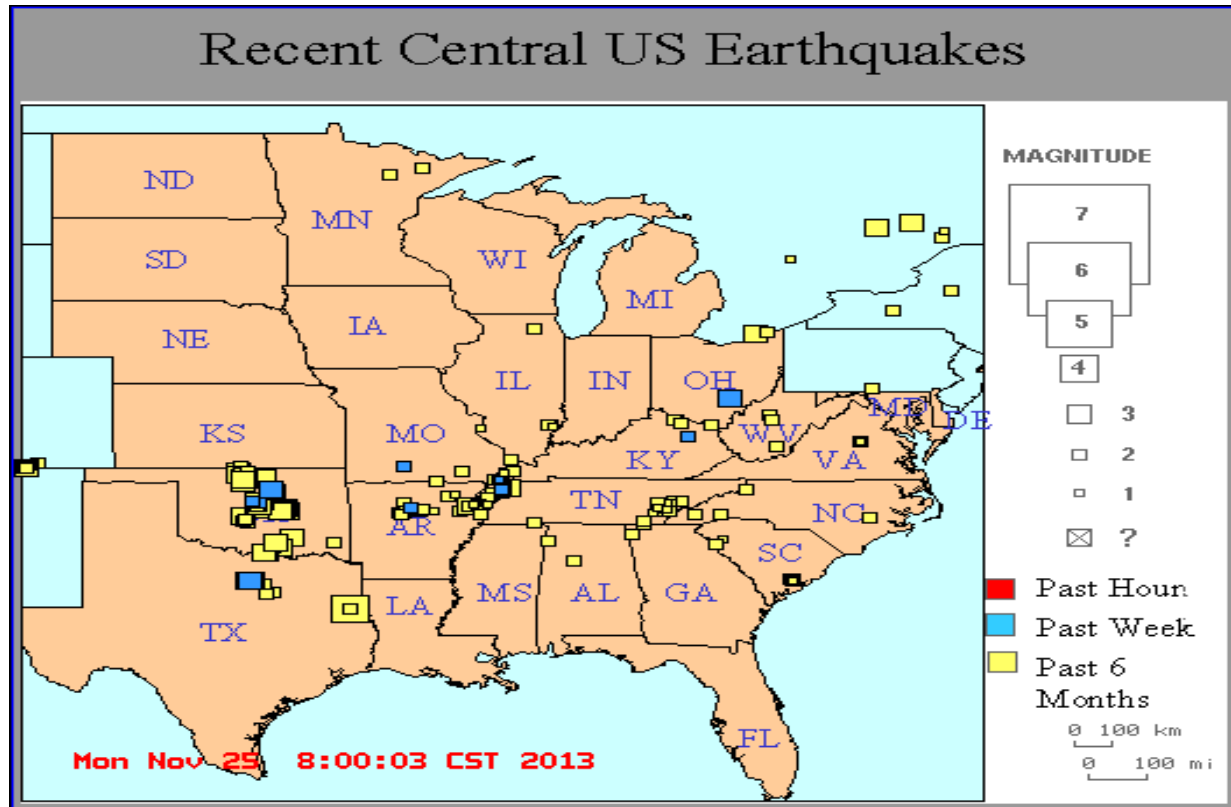 Recent Central US Earthquakes
MAGNITUDE
7
6
5
4
3
2
1
?
Past Hour
Past Week
Past 6
Months
0 100 km
0 100 mi
ND
MN
SD
WI
MI
NE
IA
IL
IN
OH
MD
DE
KS
MO
KY
WV
VA
TN
NC
AR
SC
MS
AL
GA
LA
TX
FL
Mon Nov 25 8:00:03 CST 2013